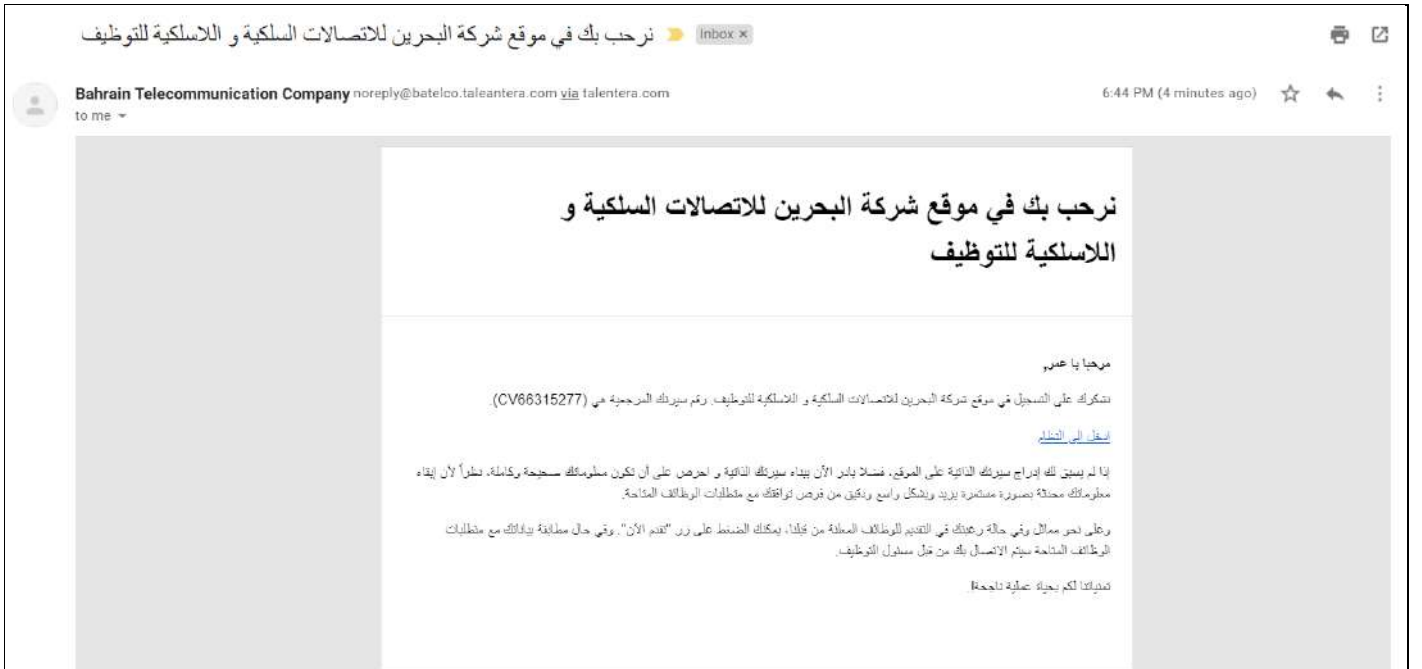 نرحب بك في موقع شركة البحرين للاتصالات السلكية و اللاسلكية للتوظيف Inbox x
Bahrain Telecommunication Company noreply@batelco.taleantera.com via talentera.com 6:44 PM (4 minutes ago)
to me
نرحب بك في موقع شركة البحرين للاتصالات السلكية و
اللاسلكية للتوظيف
مرحبا يا عمر,
نشكرك على التسجيل في موقع شركة البحرين للاتصالات السلكية و اللاسلكية للتوظيف. رقم سيرتك المرجعية هي (CV66315277).
ادخل إلى النظام
إذا لم يسبق لك إدراج سيرتك الذاتية على الموقع، فضلا بادر الآن ببناء سيرتك الذاتية و احرص على أن تكون معلوماتك صحيحة وكاملة، نظراً لأن إبقاء
معلوماتك محدثة بصورة مستمرة يزيد وبشكل واسع ودقيق من فرص توافقك مع متطلبات الوظائف المتاحة.
وعلى نحو مماثل وفي حالة رغبتك في التقديم للوظائف المعلنة من قبلنا، يمكنك الضغط على زر "تقدم الآن". وفي حال مطابقة بياناتك مع متطلبات
الوظائف المتاحة سيتم الاتصال بك من قبل مسئول التوظيف.
تمنياتنا لكم بحياة عملية ناجحة!